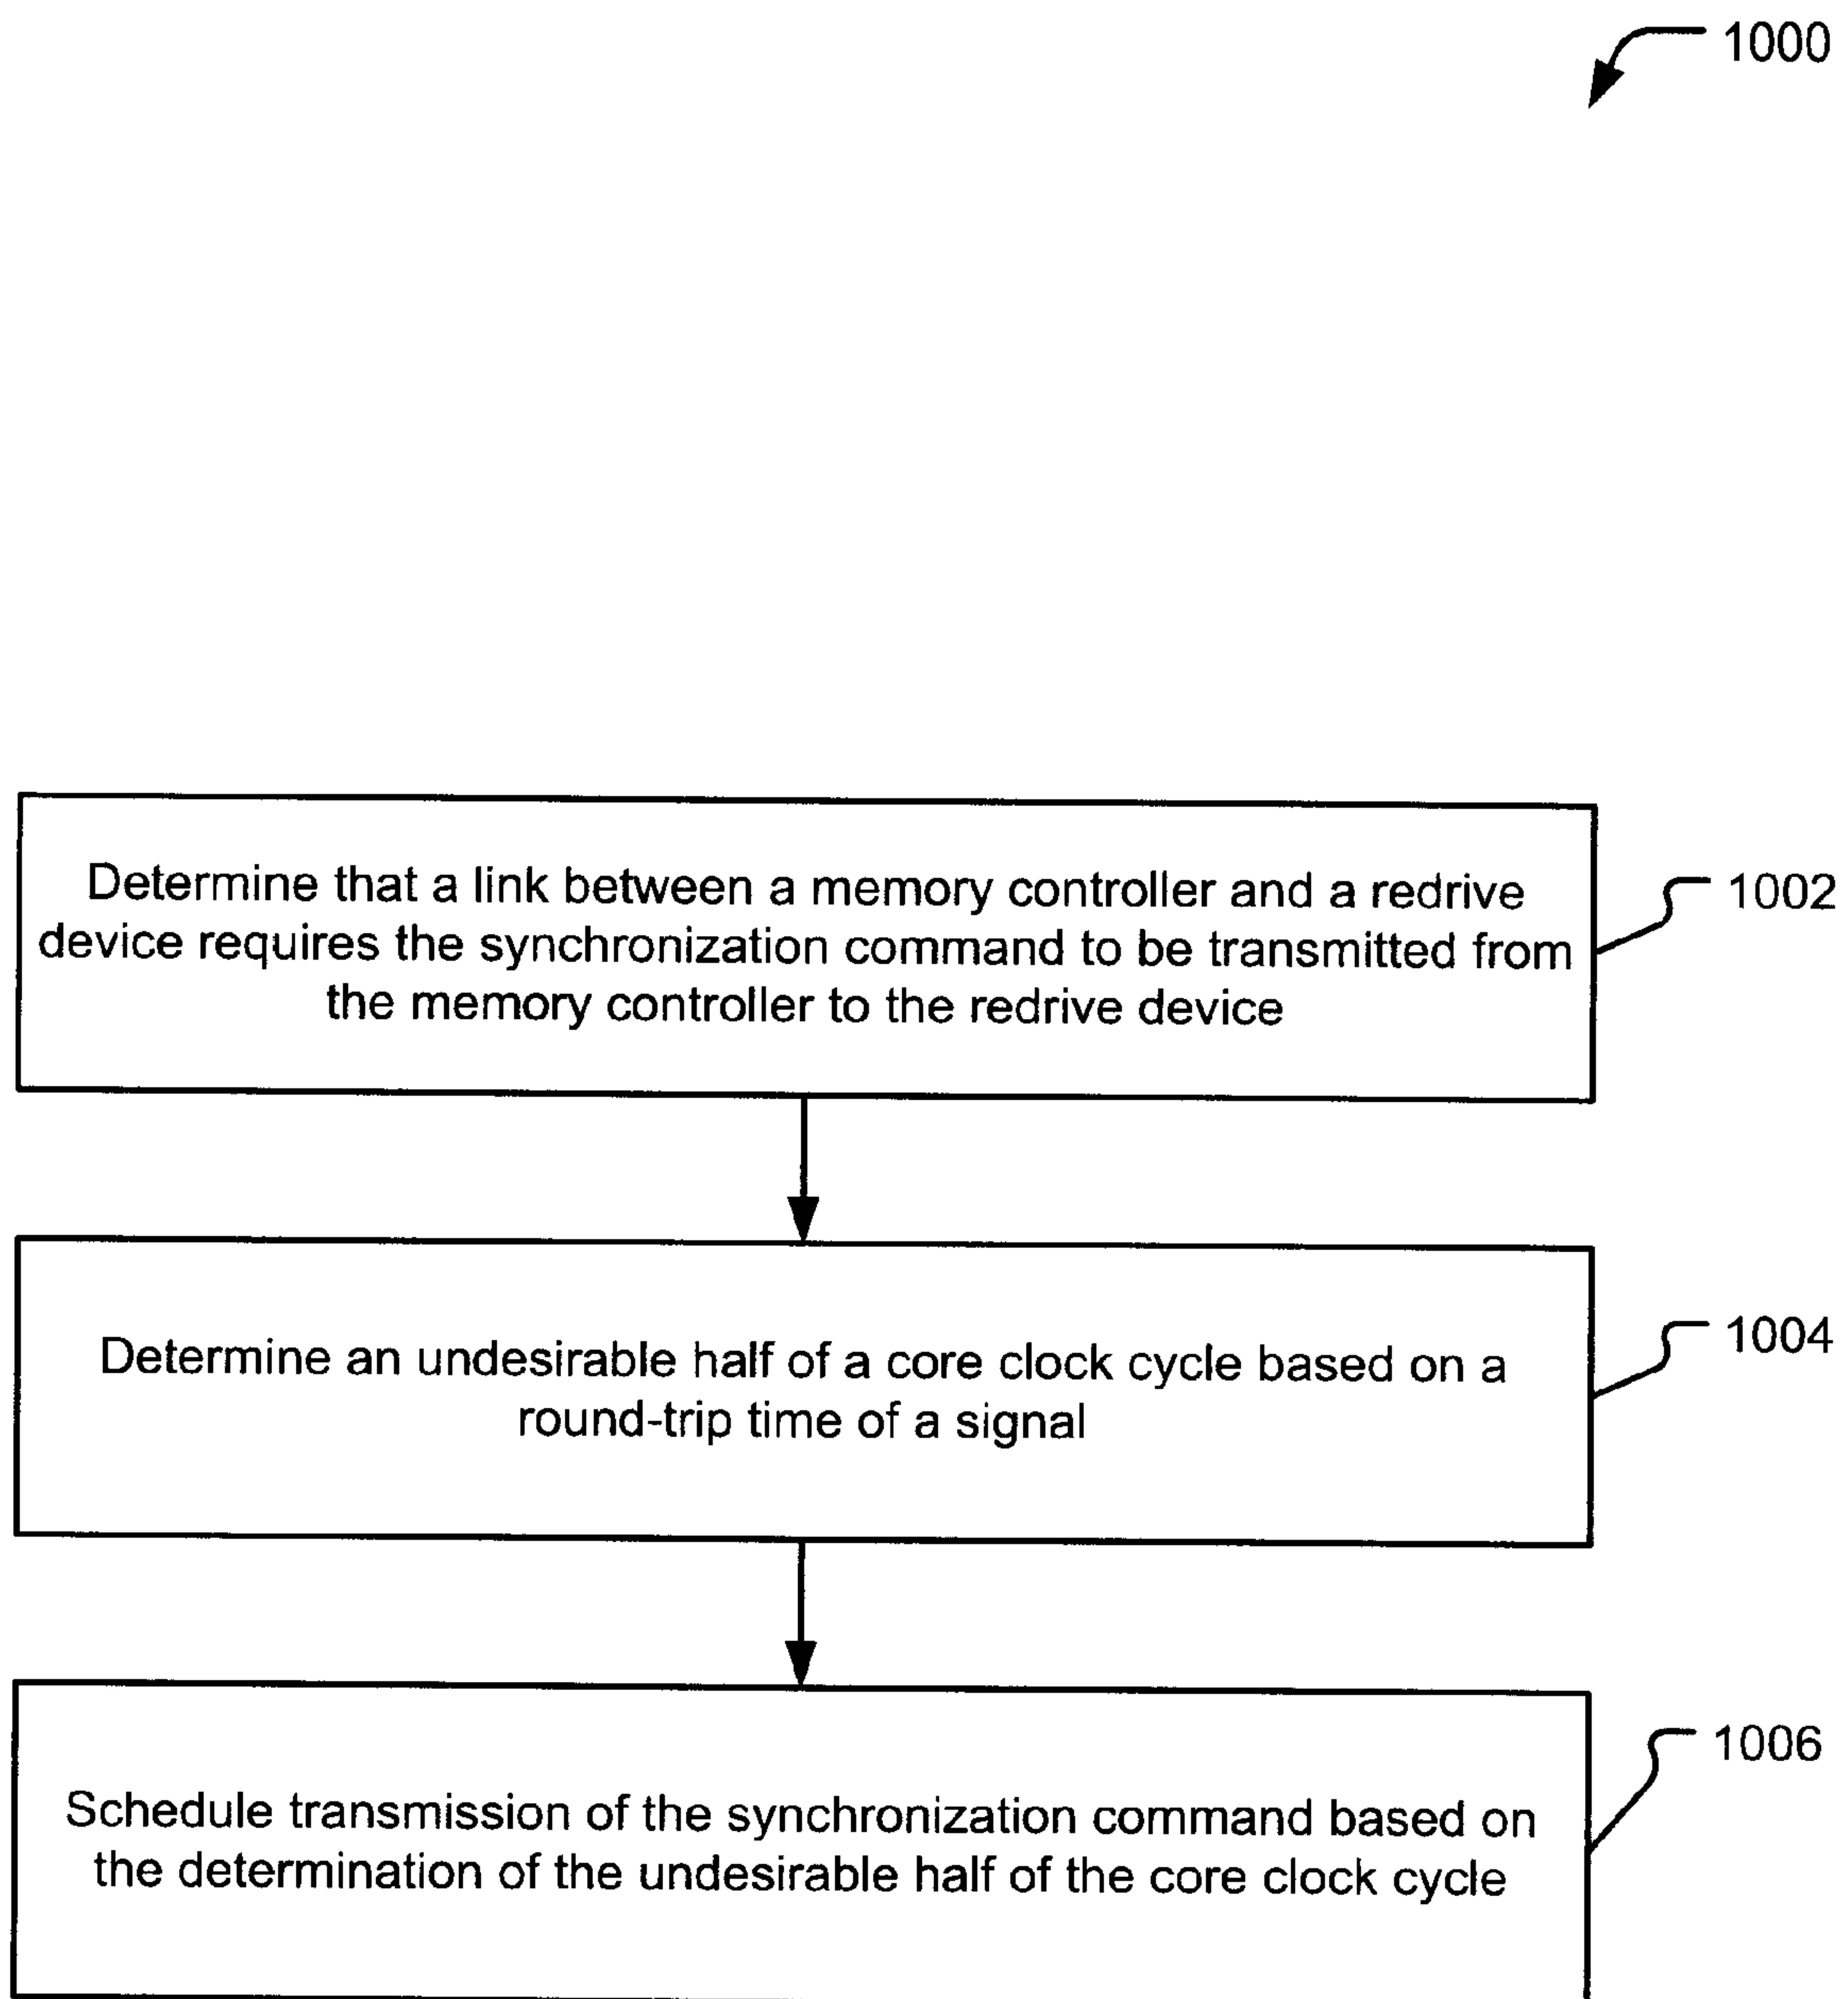 1000
Determine that a link between a memory controller and a redrive
device requires the synchronization command to be transmitted from
the memory controller to the redrive device
1002
Determine an undesirable half of a core clock cycle based on a
round-trip time of a signal
1004
Schedule transmission of the synchronization command based on
the determination of the undesirable half of the core clock cycle
1006